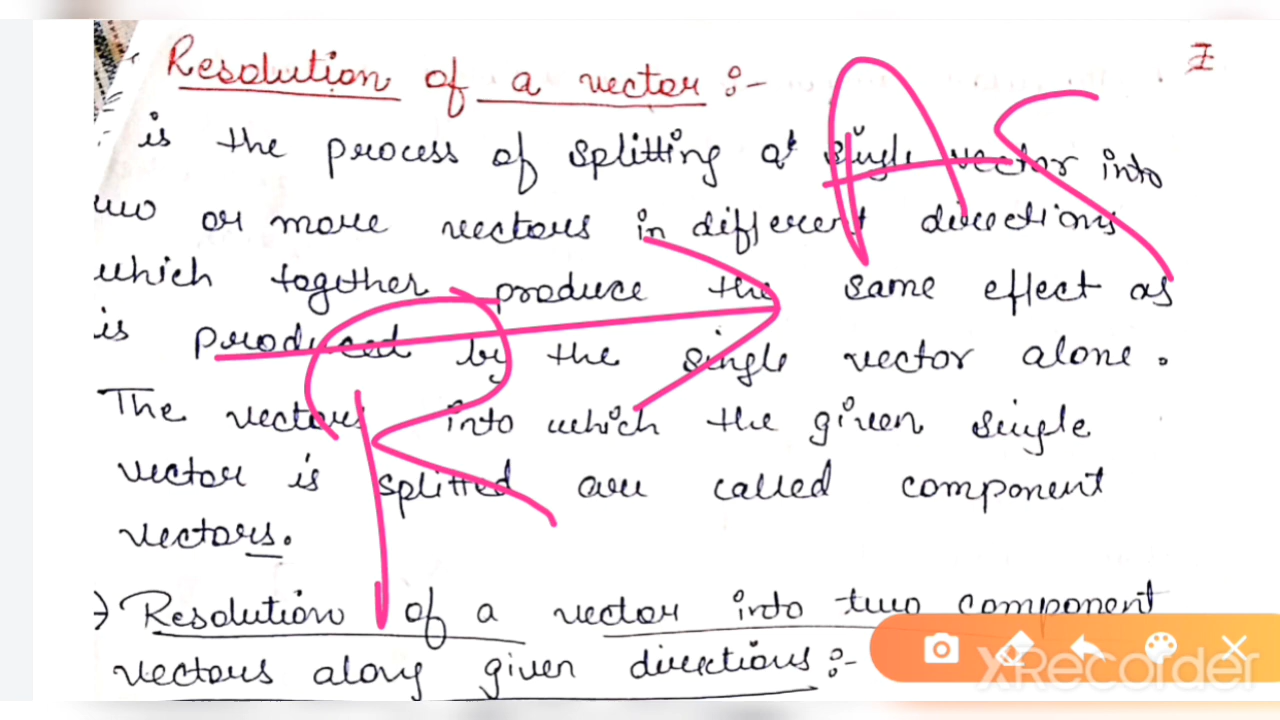 Resolution of a vector :-
is the process of splitting a single vector into
two or more vectors in different directions
which together produce the same effect as
is produced by the single vector alone.
The vectors into which the given single
vector is splitted are called component
vectors.
→ Resolution of a vector into two component
vectors along given directions :-
AS
R
XRecorder